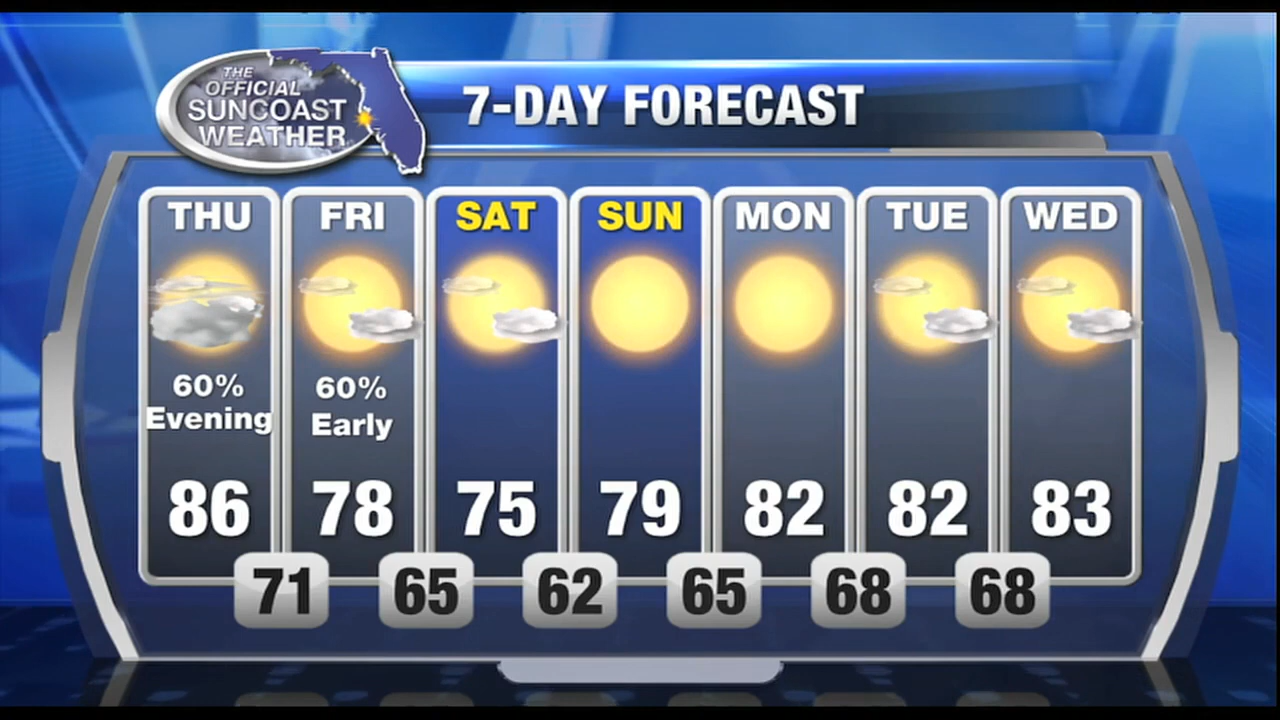 THE
OFFICIAL
SUNCOAST
WEATHER
7-DAY FORECAST
THU
60%
Evening
86
FRI
60%
Early
78
SAT
75
SUN
79
MON
82
TUE
82
WED
83
71
65
62
65
68
68